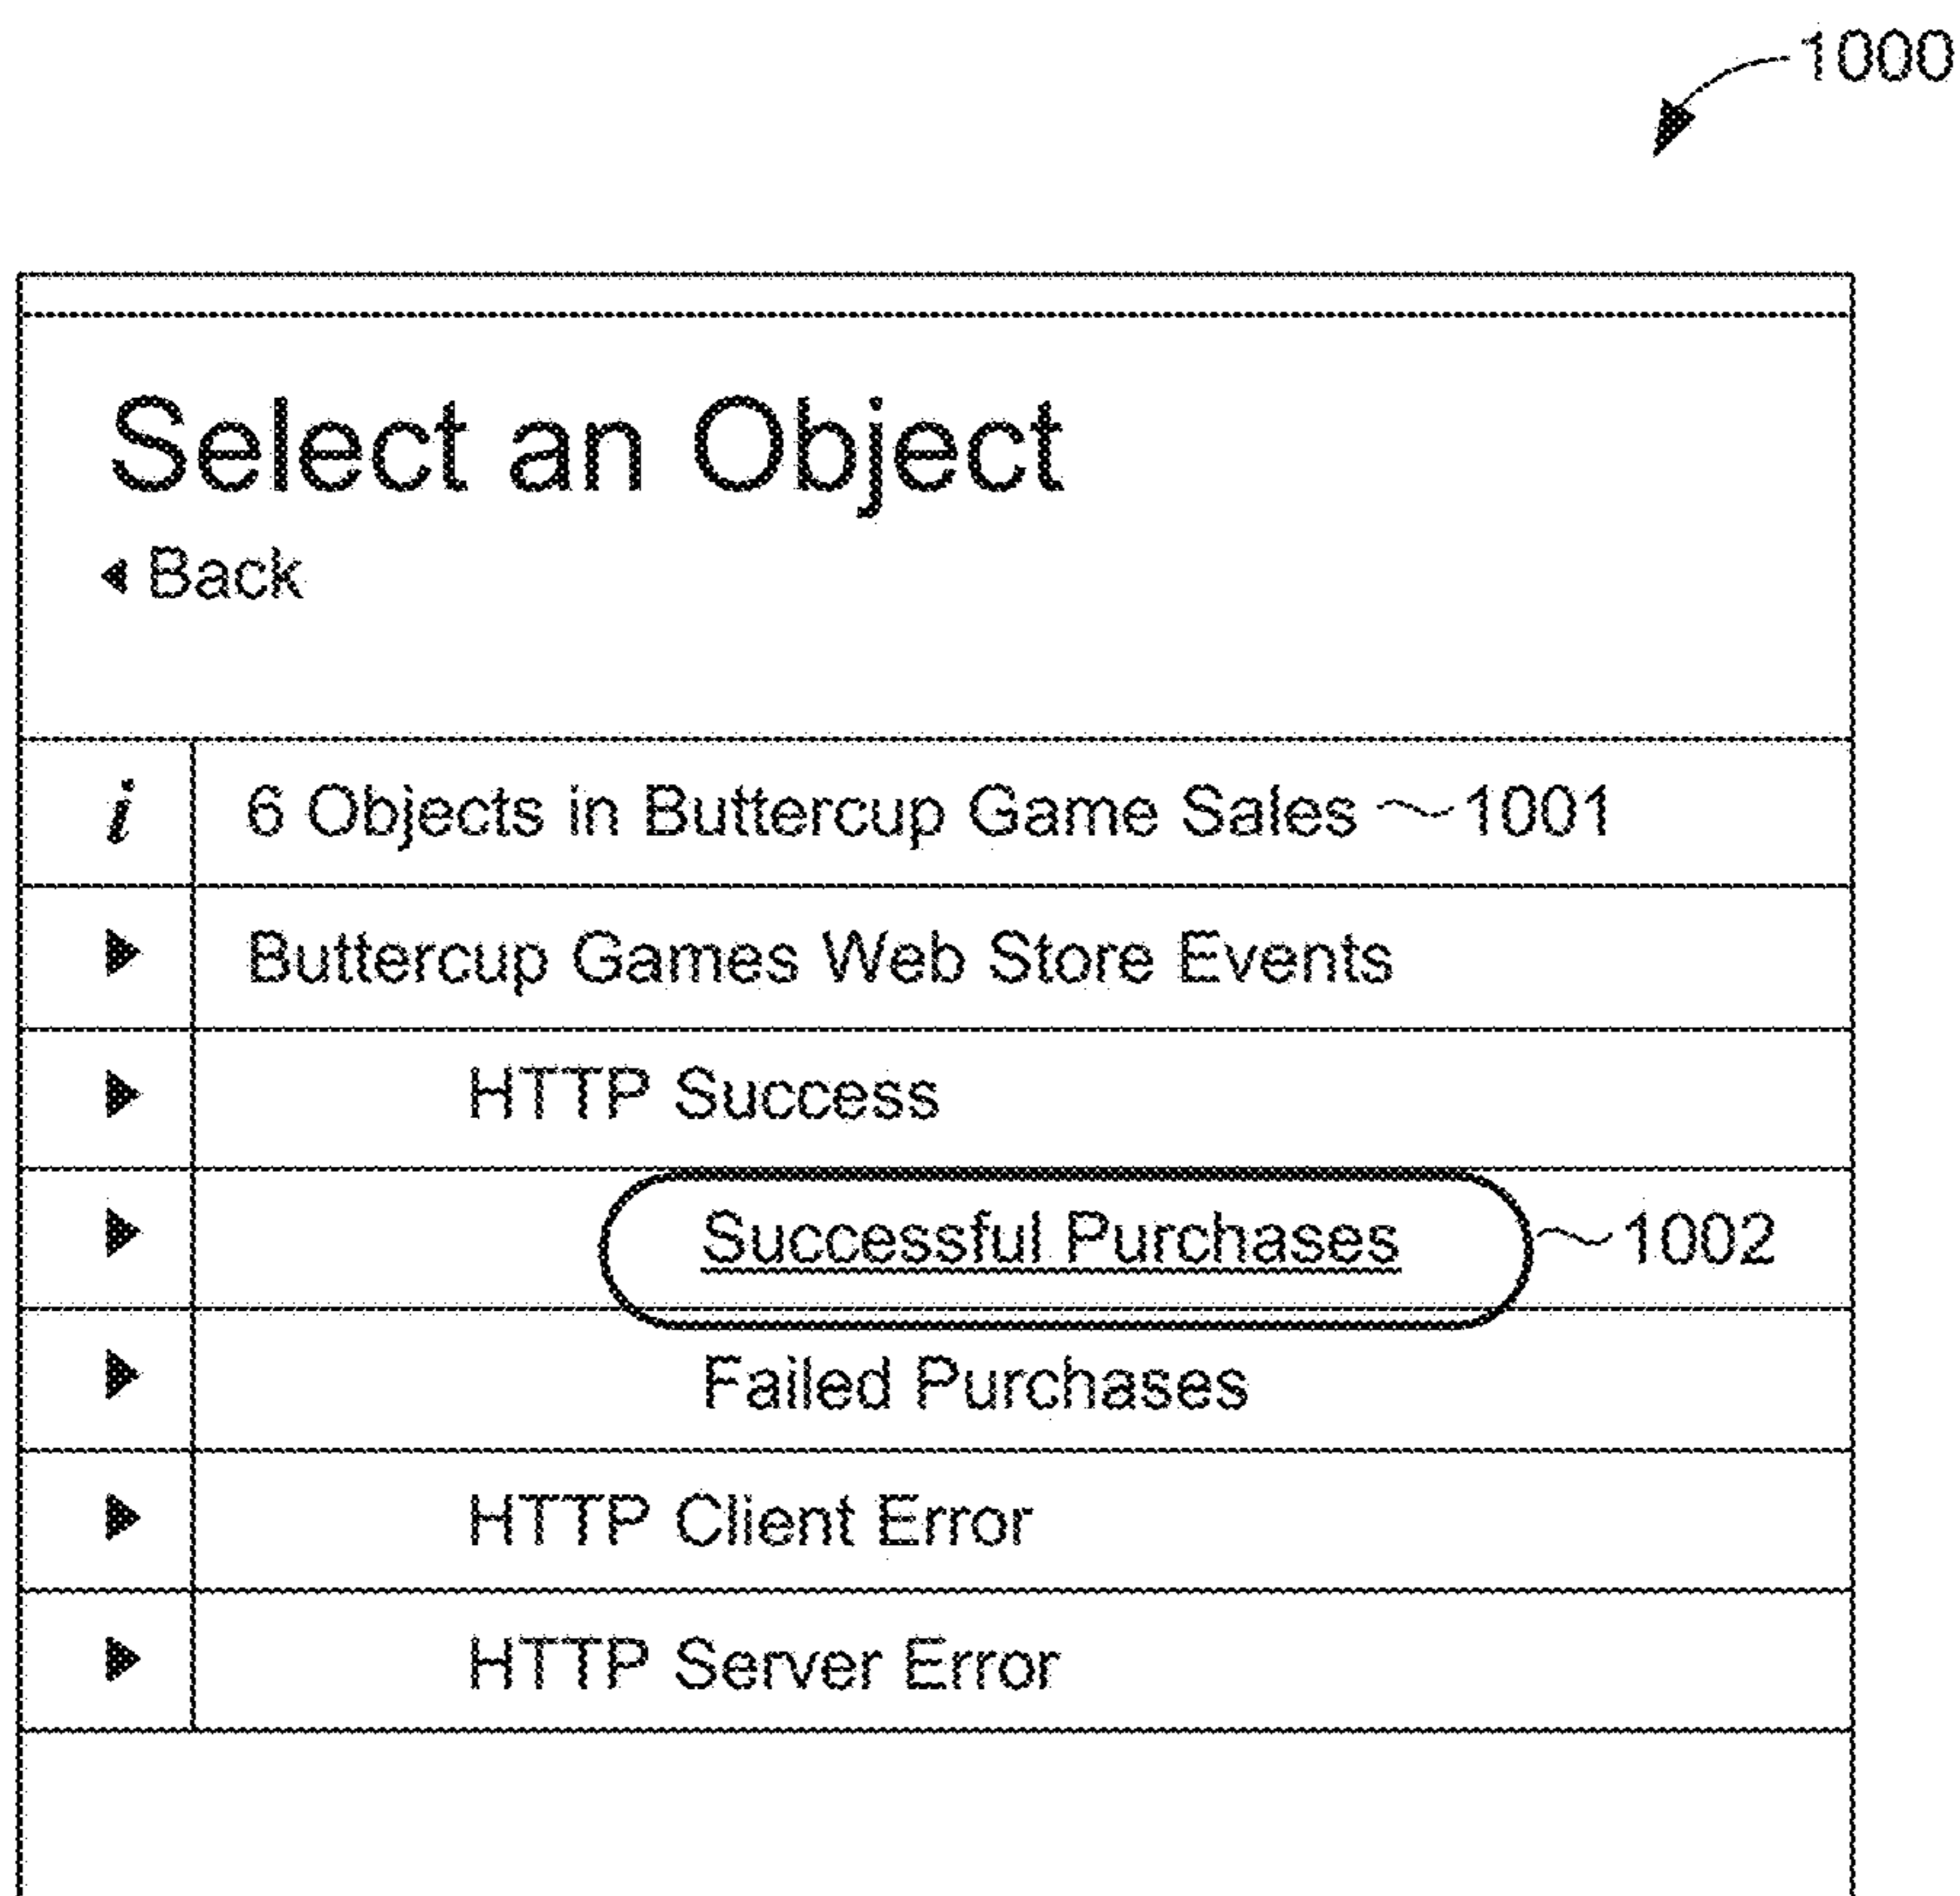 1000
Select an Object
Back
i 6 Objects in Buttercup Game Sales 1001
Buttercup Games Web Store Events
HTTP Success
Successful Purchases 1002
Failed Purchases
HTTP Client Error
HTTP Server Error